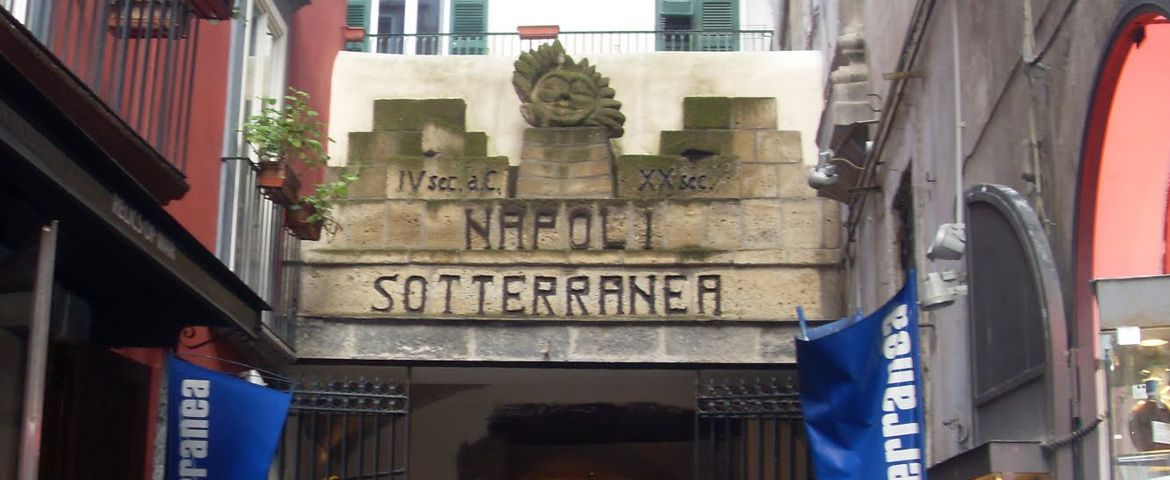 IV sec. a.C. XX sec.
NAPOLI
SOTTERRANEA
rranea
erranea